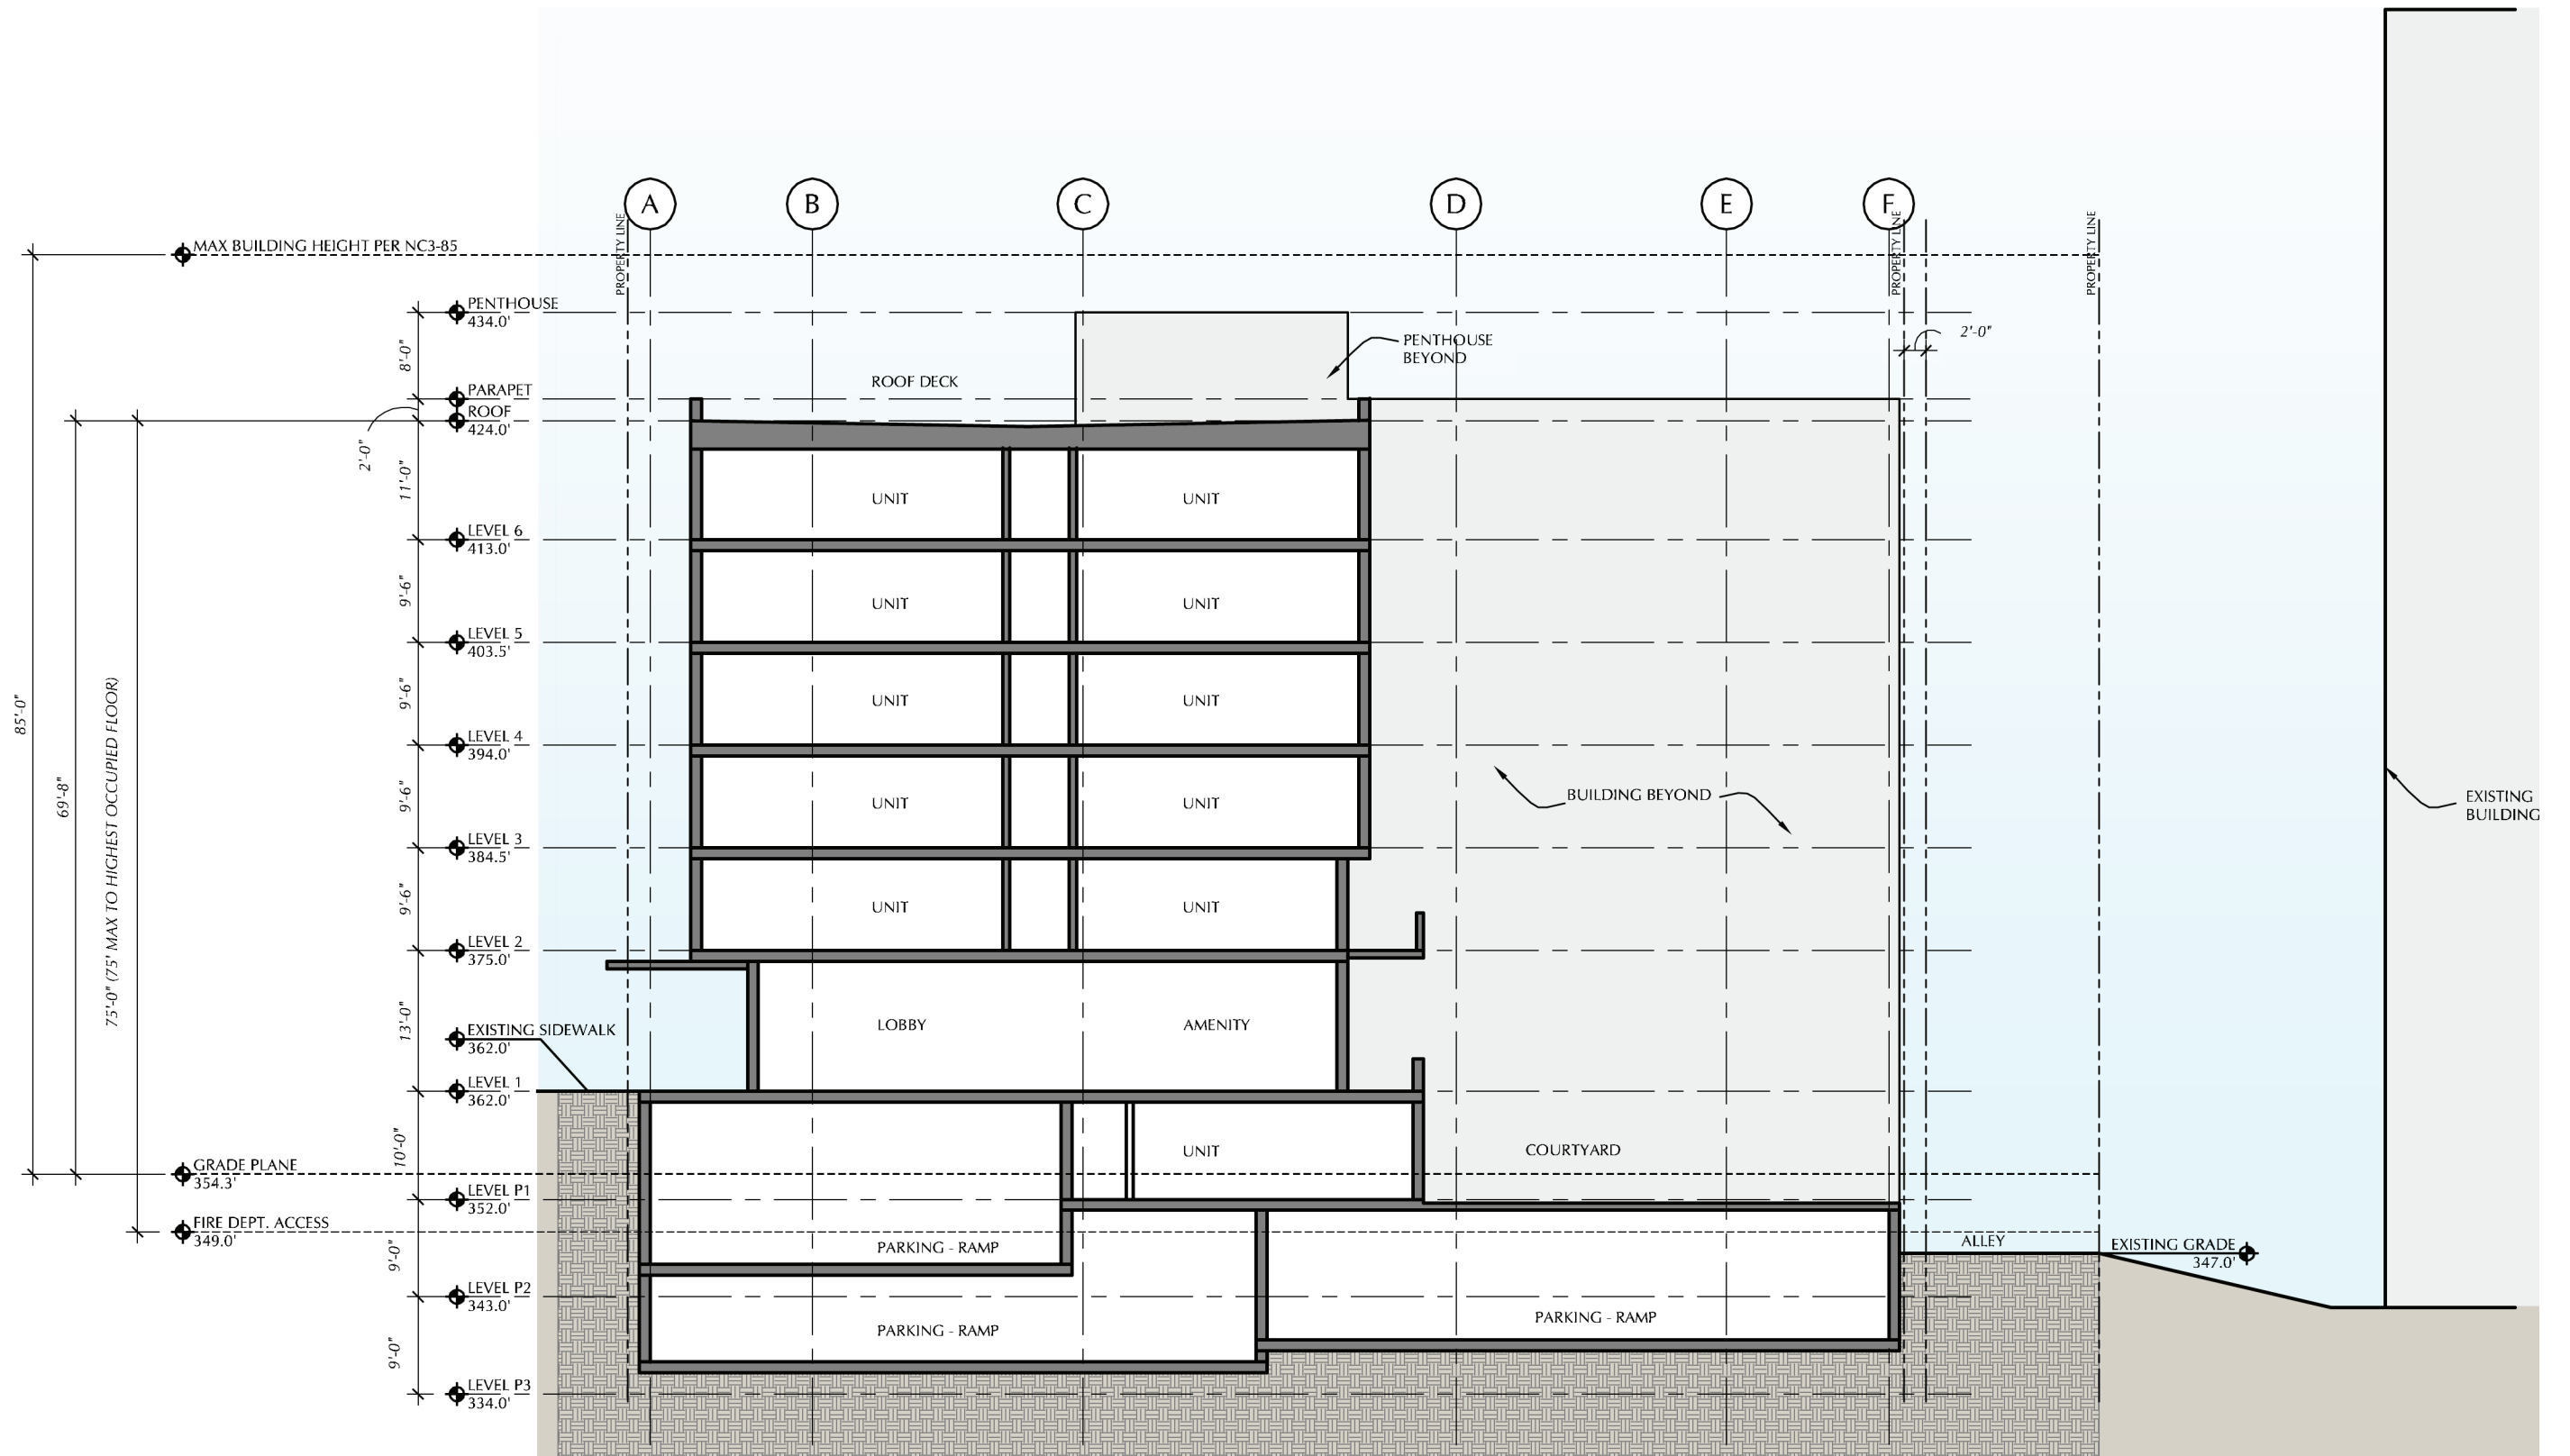 A
B
C
D
E
F
PROPERTY LINE
PROPERTY LINE
PROPERTY LINE
MAX BUILDING HEIGHT PER NC3-85
PENTHOUSE
434.0'
2'-0"
PENTHOUSE
BEYOND
8'-0"
ROOF DECK
PARAPET
ROOF
424.0'
2'-0"
11'-0"
UNIT
UNIT
LEVEL 6
413.0'
9'-6"
UNIT
UNIT
LEVEL 5
403.5'
9'-6"
UNIT
UNIT
85'-0"
69'-8"
75'-0" (75' MAX TO HIGHEST OCCUPIED FLOOR)
LEVEL 4
394.0'
9'-6"
UNIT
UNIT
BUILDING BEYOND
EXISTING
BUILDING
LEVEL 3
384.5'
9'-6"
UNIT
UNIT
LEVEL 2
375.0'
13'-0"
LOBBY
AMENITY
EXISTING SIDEWALK
362.0'
LEVEL 1
362.0'
10'-0"
UNIT
COURTYARD
GRADE PLANE
354.3'
LEVEL P1
352.0'
FIRE DEPT. ACCESS
349.0'
9'-0"
PARKING - RAMP
ALLEY
EXISTING GRADE
347.0'
LEVEL P2
343.0'
9'-0"
PARKING - RAMP
PARKING - RAMP
LEVEL P3
334.0'